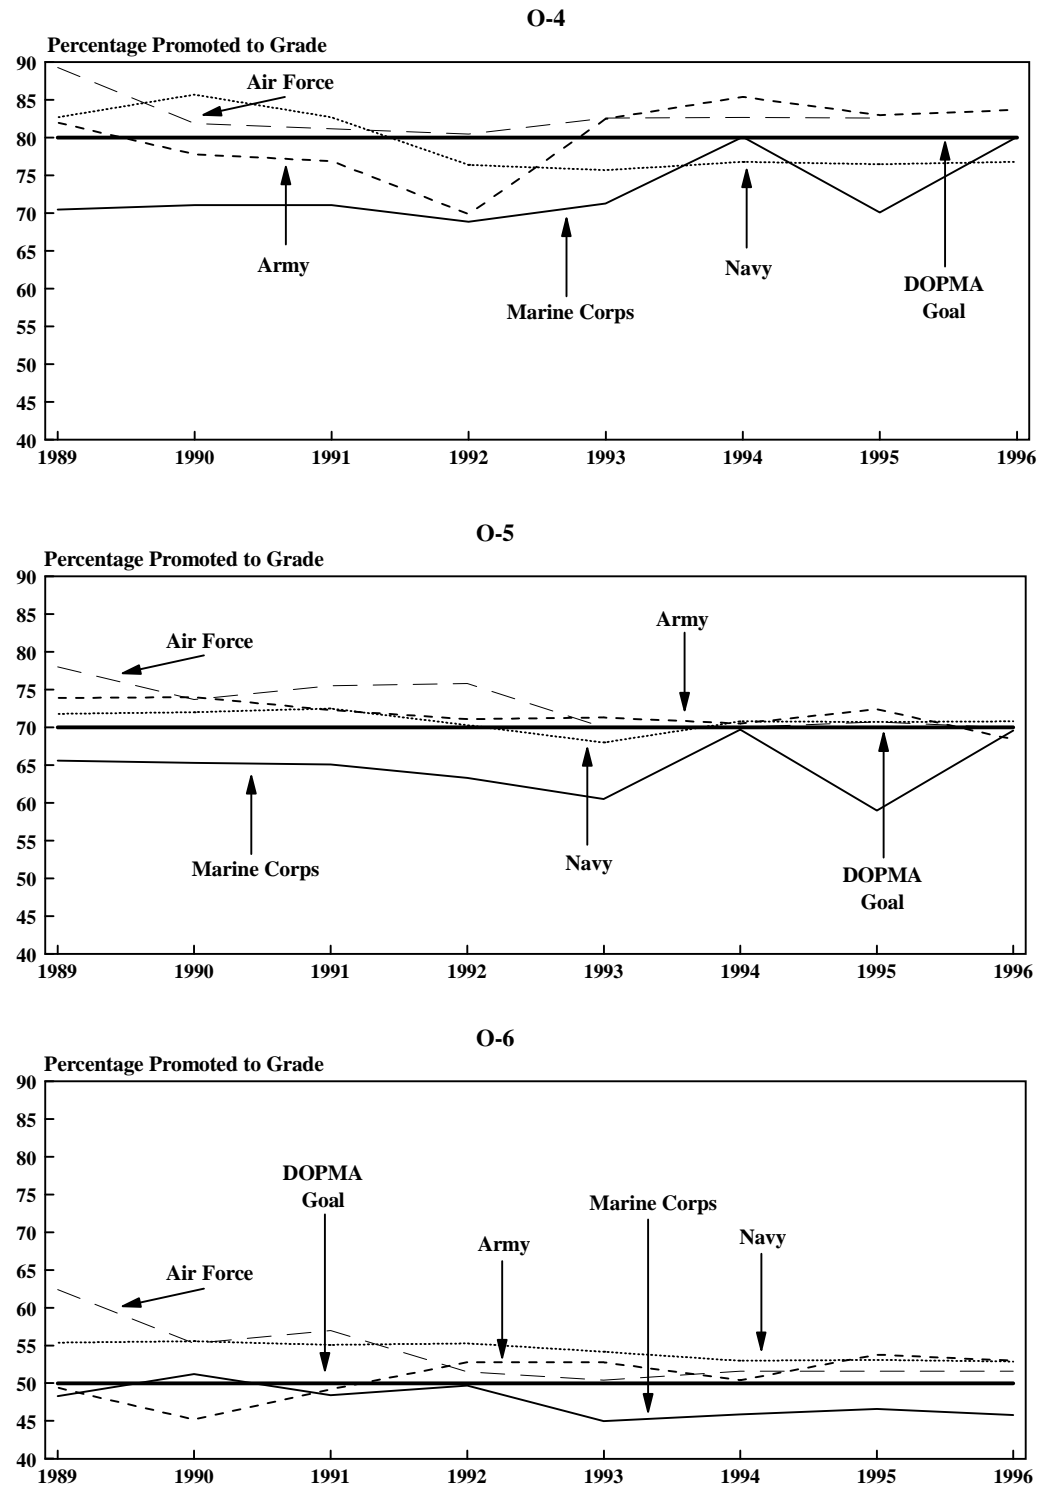 O-4
Percentage Promoted to Grade
90
85
80
75
70
65
60
55
50
45
40
Air Force
Army
Marine Corps
Navy
DOPMA
Goal
1989 1990 1991 1992 1993 1994 1995 1996
O-5
Percentage Promoted to Grade
90
85
80
75
70
65
60
55
50
45
40
Army
Air Force
Marine Corps
Navy
DOPMA
Goal
1989 1990 1991 1992 1993 1994 1995 1996
O-6
Percentage Promoted to Grade
90
85
80
75
70
65
60
55
50
45
40
DOPMA
Goal
Marine Corps
Army
Navy
Air Force
1989 1990 1991 1992 1993 1994 1995 1996